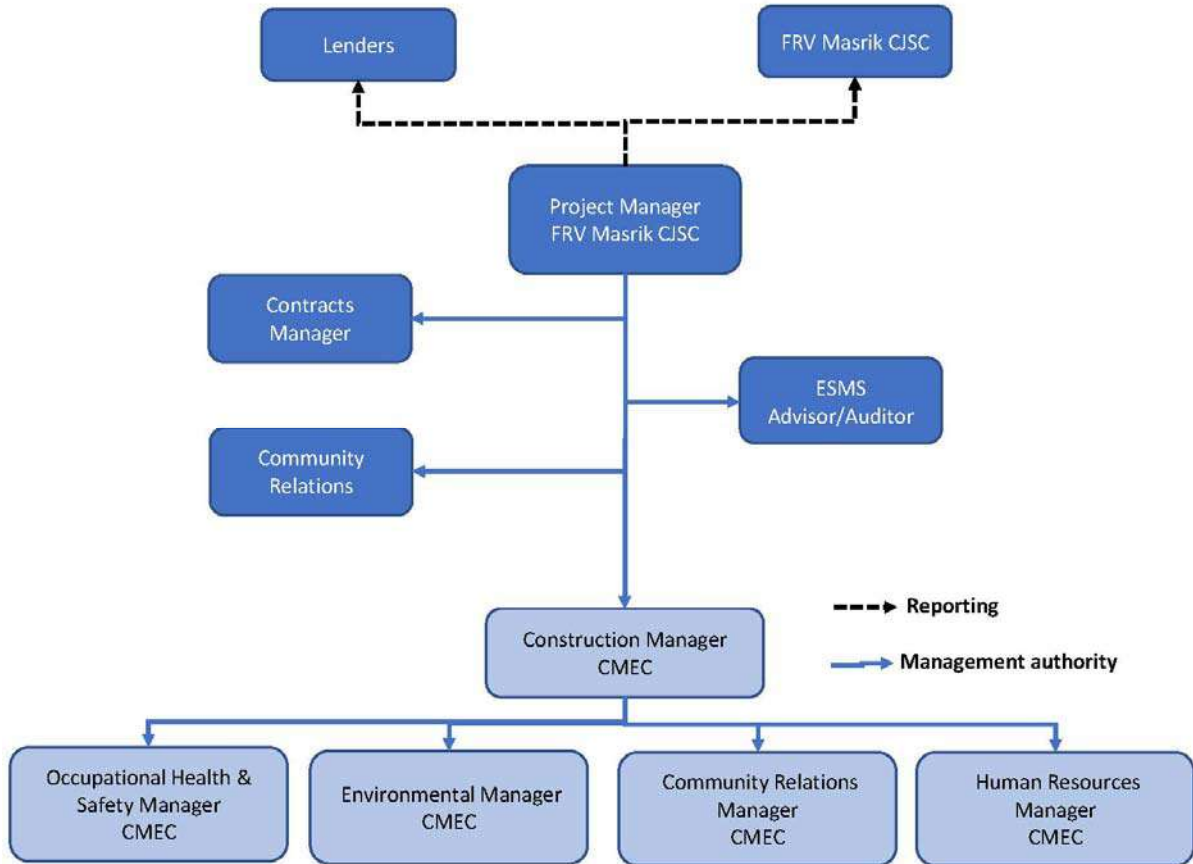 Lenders
FRV Masrik CJSC
Project Manager
FRV Masrik CJSC
Contracts
Manager
ESMS
Advisor/Auditor
Community
Relations
Reporting
Management authority
Construction Manager
CMEC
Occupational Health &
Safety Manager
CMEC
Environmental Manager
CMEC
Community Relations
Manager
CMEC
Human Resources
Manager
CMEC